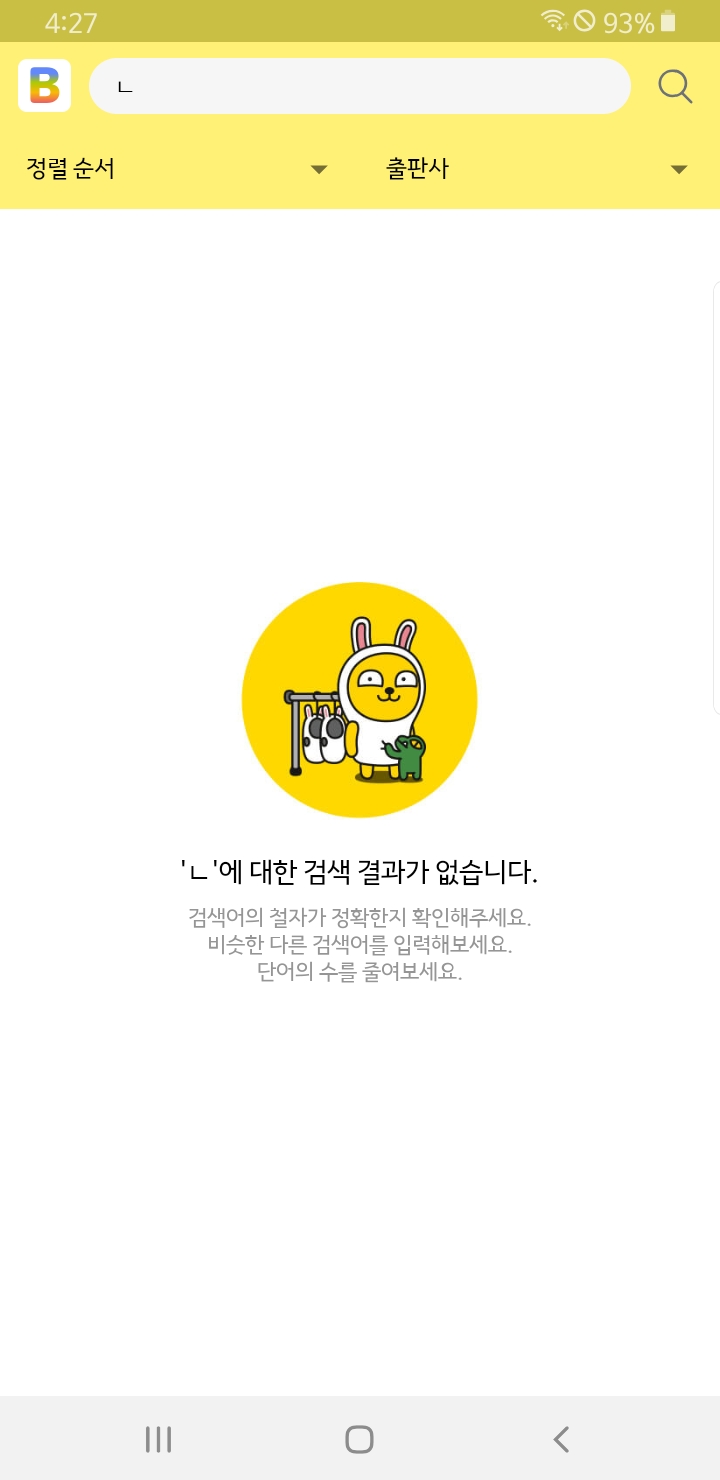 4:27
93%
B
ㄴ
정렬 순서
출판사
'ㄴ'에 대한 검색 결과가 없습니다.
검색어의 철자가 정확한지 확인해주세요.
비슷한 다른 검색어를 입력해보세요.
단어의 수를 줄여보세요.